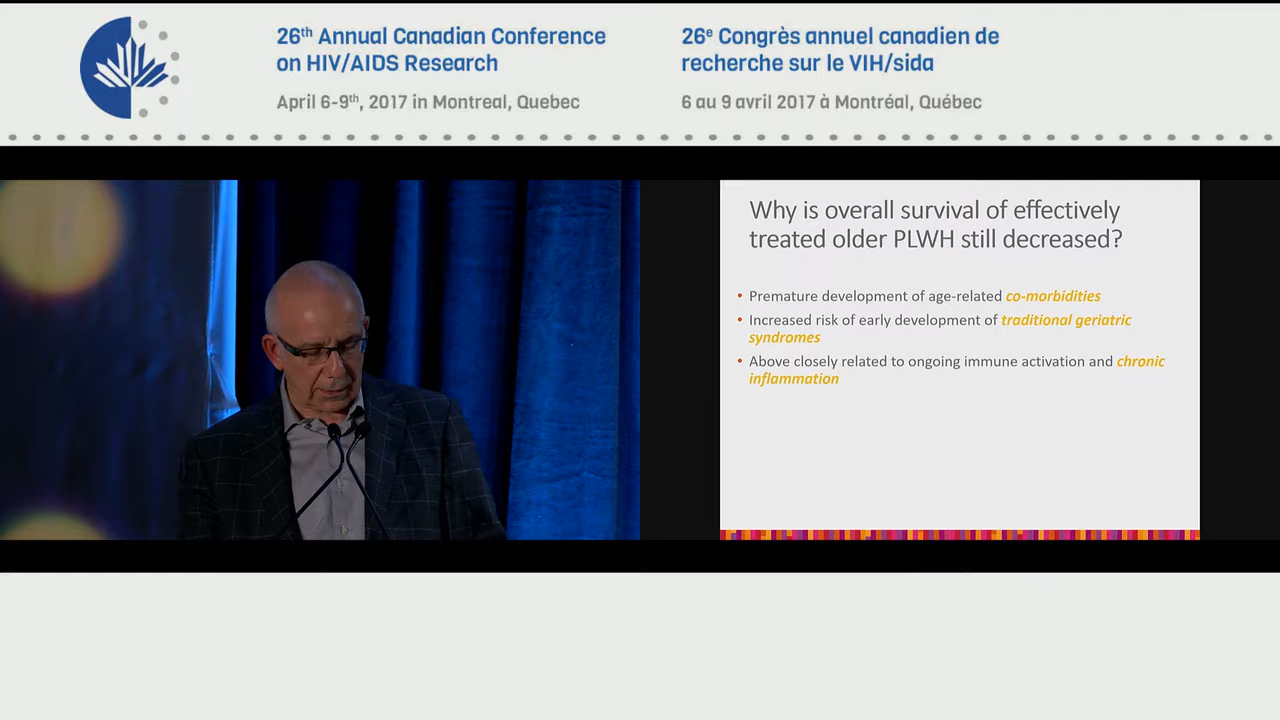 26th Annual Canadian Conference
on HIV/AIDS Research
April 6-9th, 2017 in Montreal, Quebec
26e Congrès annuel canadien de
recherche sur le VIH/sida
6 au 9 avril 2017 à Montréal, Québec
Why is overall survival of effectively
treated older PLWH still decreased?
• Premature development of age-related co-morbidities
• Increased risk of early development of traditional geriatric
syndromes
• Above closely related to ongoing immune activation and chronic
inflammation